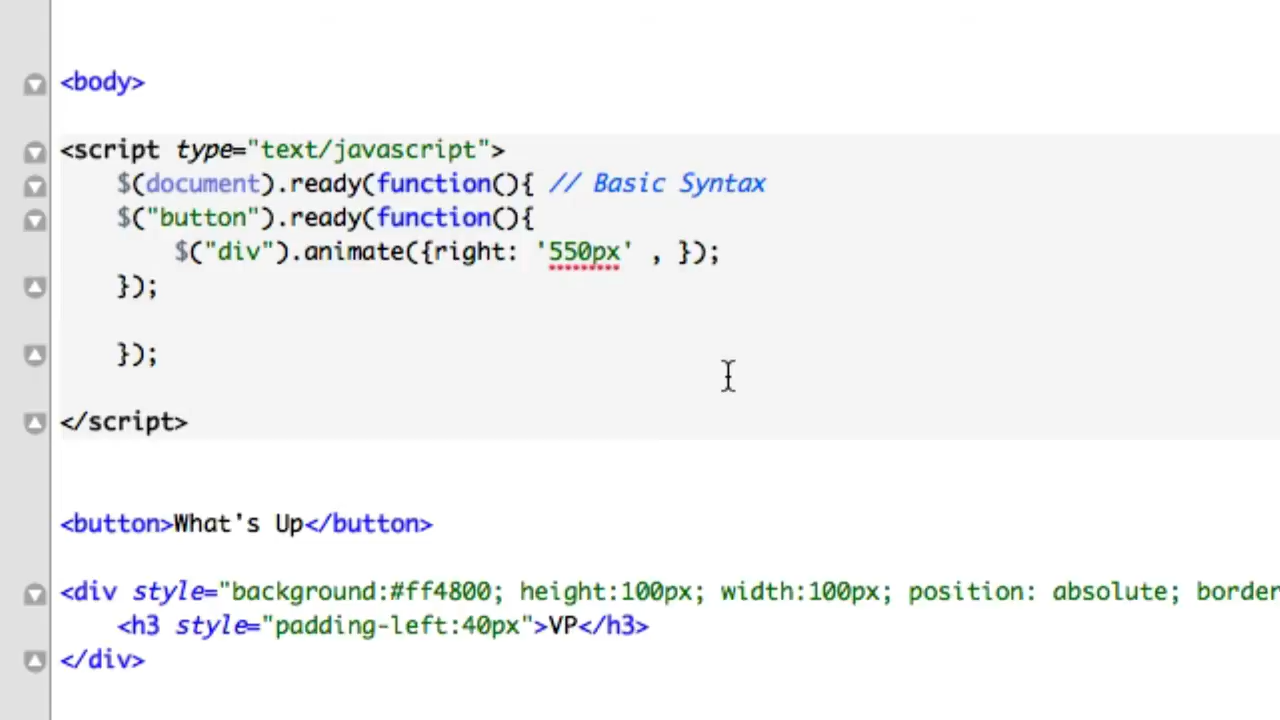 <body>
<script type="text/javascript">
$(document).ready(function(){ // Basic Syntax
$("button").ready(function(){
$("div").animate({right: '550px' , });
});
});
</script>
<button>What's Up</button>
<div style="background:#ff4800; height:100px; width:100px; position: absolute; border
<h3 style="padding-left:40px">VP</h3>
</div>